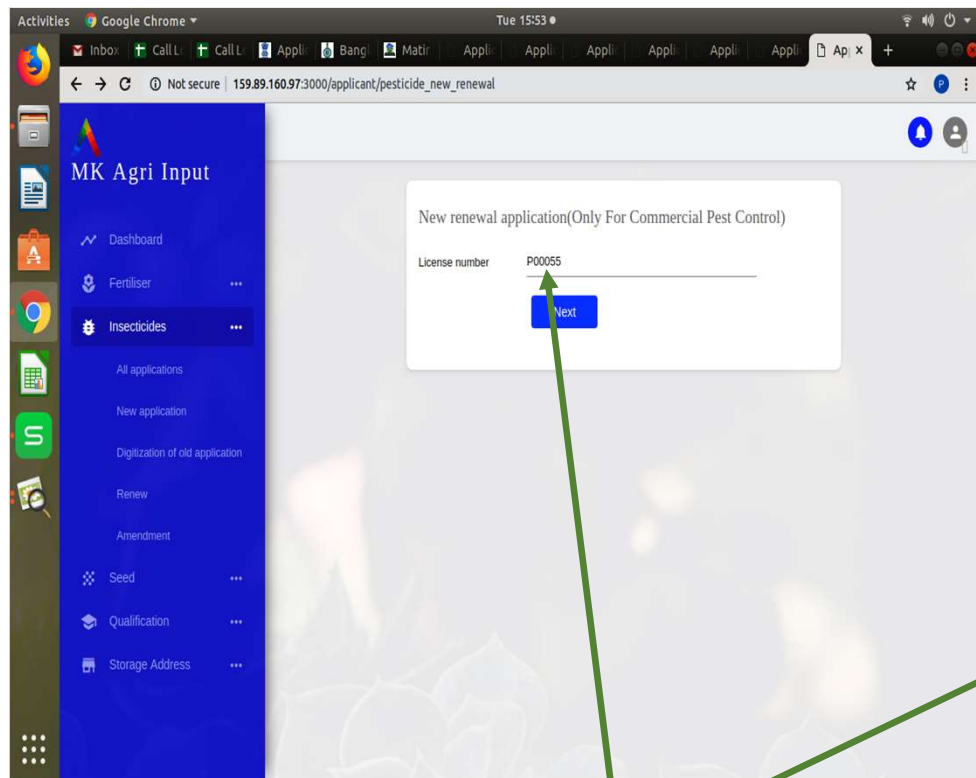 Activities Google Chrome Tue 15:53
Inbox Call Lo Call Lo Applic Bangl Matir Applic Applic Applic Applic Applic Applic Ap
Not secure 159.89.160.97:3000/applicant/pesticide_new_renewal P
MK Agri Input
New renewal application(Only For Commercial Pest Control)
Dashboard
License number P00055
Fertiliser
Next
Insecticides
All applications
New application
Digitization of old application
Renew
Amendment
Seed
Qualification
Storage Address